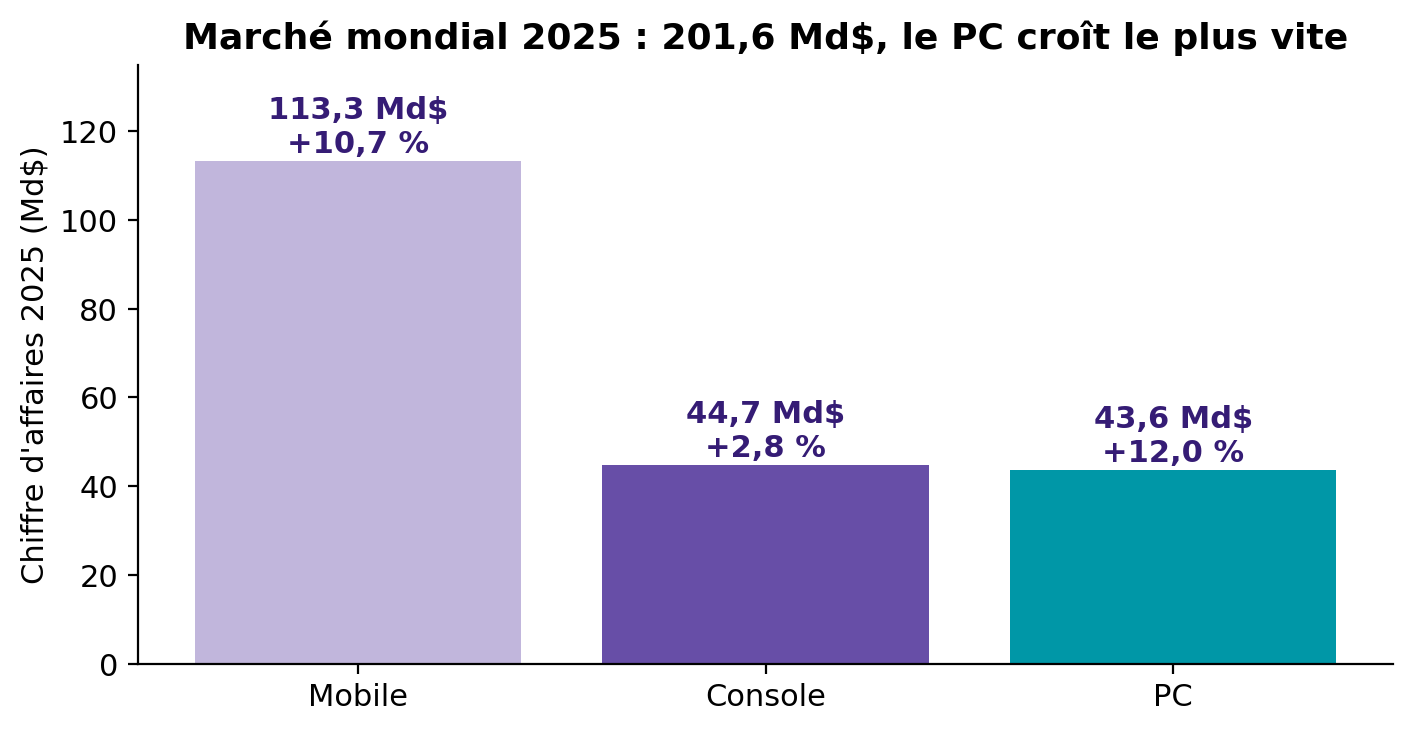 Marché mondial 2025 : 201,6 Md$, le PC croît le plus vite
Chiffre d'affaires 2025 (Md$)
120
100
80
60
40
20
0
113,3 Md$
+10,7 %
44,7 Md$
+2,8 %
43,6 Md$
+12,0 %
Mobile
Console
PC